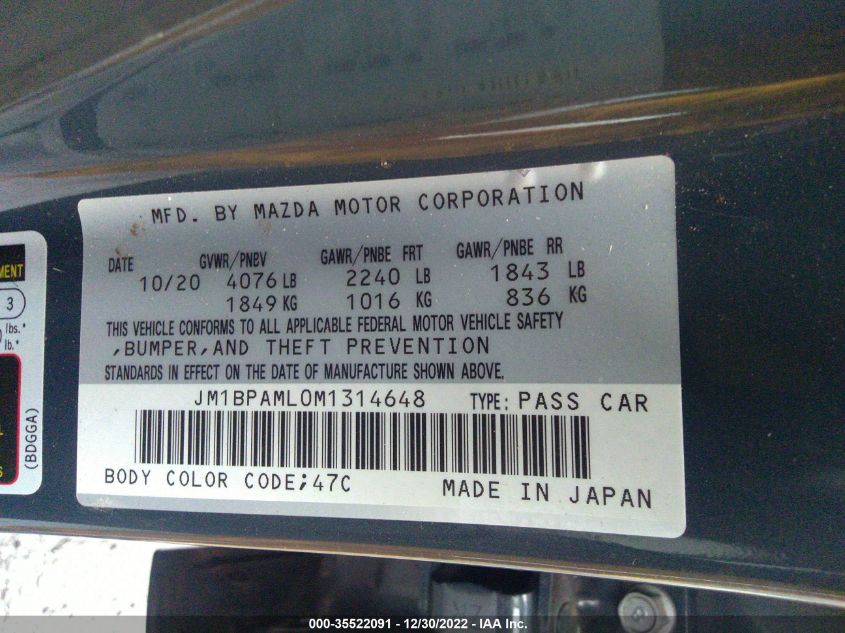 MFD. BY MAZDA MOTOR CORPORATION
DATE GVWR/PNBV GAWR/PNBE FRT GAWR/PNBE RR
10/20 4076 LB 2240 LB 1843 LB
1849 KG 1016 KG 836 KG
THIS VEHICLE CONFORMS TO ALL APPLICABLE FEDERAL MOTOR VEHICLE SAFETY
,BUMPER,AND THEFT PREVENTION
STANDARDS IN EFFECT ON THE DATE OF MANUFACTURE SHOWN ABOVE.
JM1BPAML0M1314648 TYPE: PASS CAR
BODY COLOR CODE;47C
MADE IN JAPAN
MENT
3
lbs.*
lb.*
(BDGGA)
S
000-35522091 - 12/30/2022 - IAA Inc.